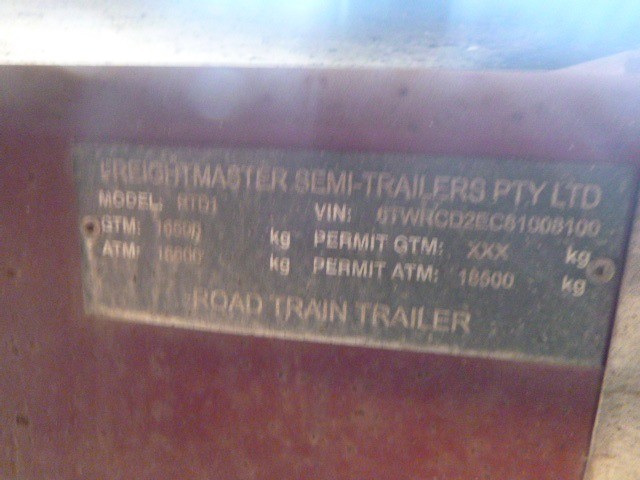 FREIGHTMASTER SEMI-TRAILERS PTY LTD
MODEL: RTD1 VIN:
GTM: kg PERMIT GTM: XXX kg
ATM: kg PERMIT ATM: 18500 kg
ROAD TRAIN TRAILER